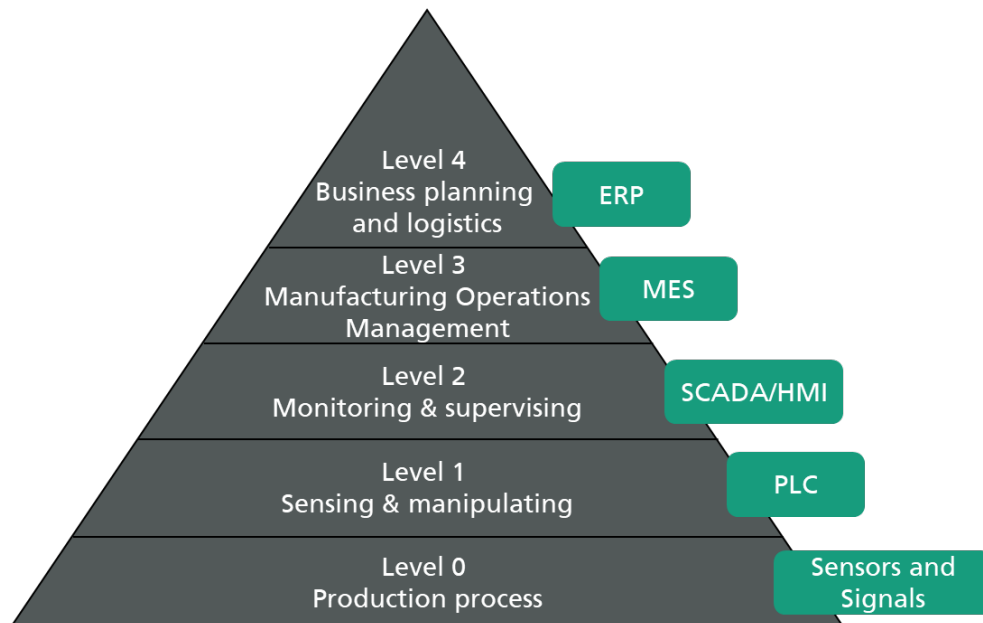 Level 4
Business planning
and logistics
ERP
Level 3
Manufacturing Operations
Management
MES
Level 2
Monitoring & supervising
SCADA/HMI
Level 1
Sensing & manipulating
PLC
Level 0
Production process
Sensors and
Signals